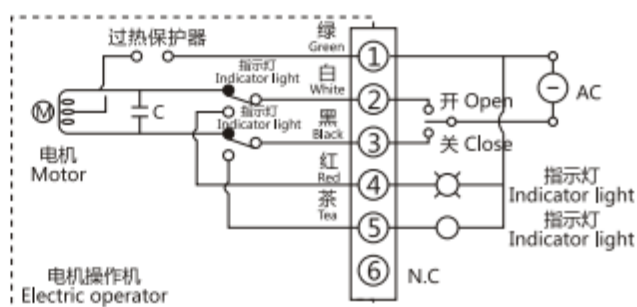 过热保护器
绿
Green
①
指示灯
Indicator light
白
White
②
开 Open
AC
M
C
指示灯
Indicator light
黑
Black
③
关 Close
电机
Motor
红
Red
④
指示灯
Indicator light
茶
Tea
⑤
指示灯
Indicator light
⑥
N.C
电机操作机
Electric operator